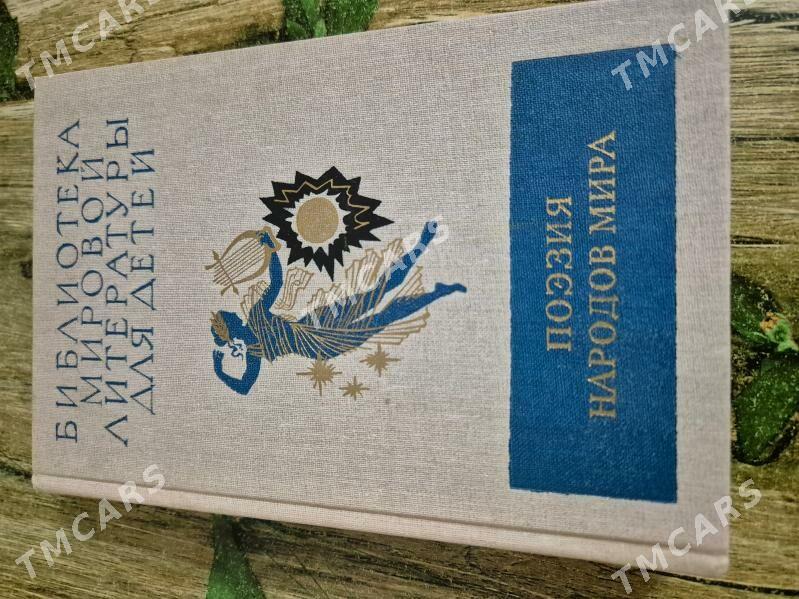 БИБЛИОТЕКА
МИРОВОЙ
ЛИТЕРАТУРЫ
ДЛЯ ДЕТЕЙ
ПОЭЗИЯ
НАРОДОВ МИРА
TMCARS
TMCARS
TMCARS
TMCARS
TMCARS